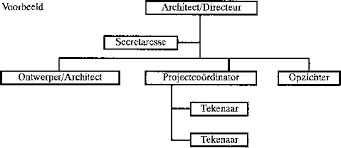 Voorbeeld
Architect/Directeur
Secretaresse
Ontwerper/Architect
Projectcoördinator
Opzichter
Tekenaar
Tekenaar